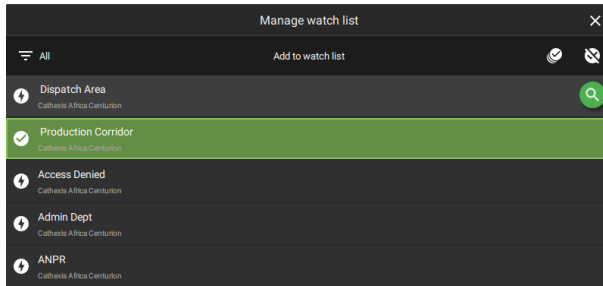 Manage watch list
All
Add to watch list
Dispatch Area
Cathexis Africa Centurion
Production Corridor
Cathexis Africa Centurion
Access Denied
Cathexis Africa Centurion
Admin Dept
Cathexis Africa Centurion
ANPR
Cathexis Africa Centurion